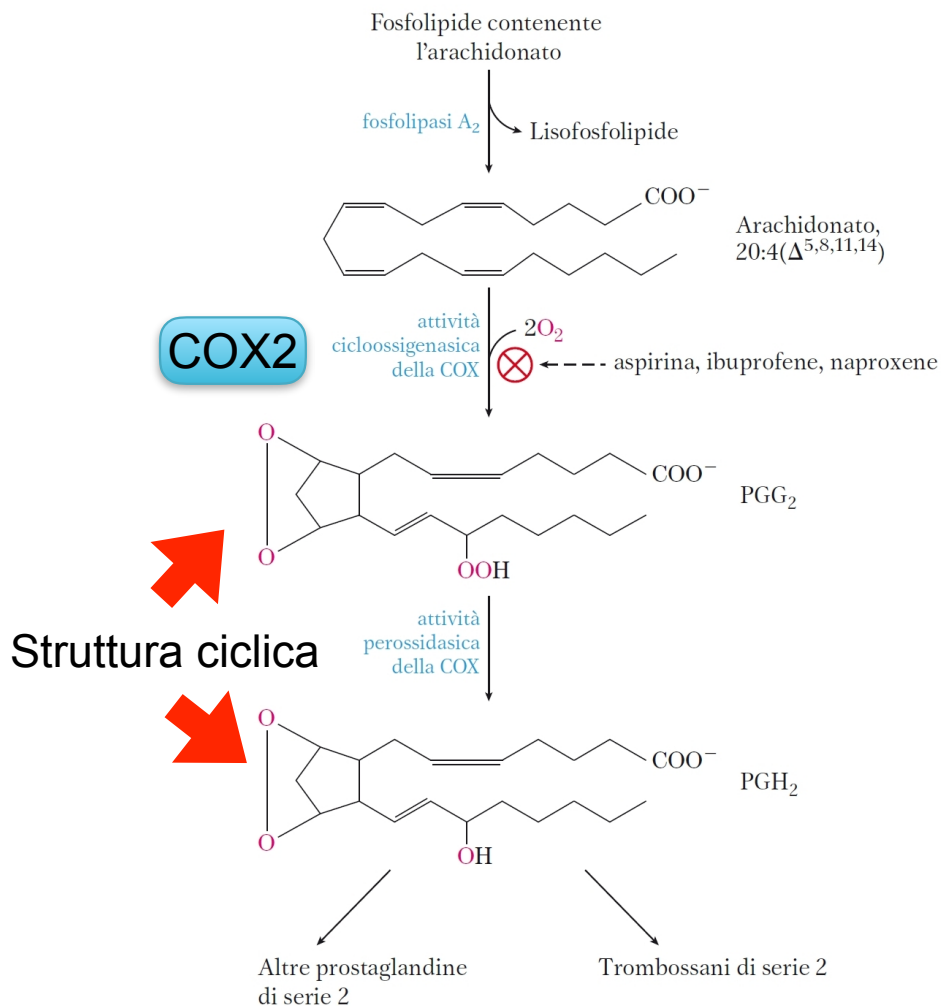 Fosfolipide contenente
l'arachidonato
fosfolipasi A₂
Lisofosfolipide
COO⁻
Arachidonato,
20:4(Δ⁵,⁸,¹¹,¹⁴)
COX2
attività
cicloossigenasica
della COX
2O₂
aspirina, ibuprofene, naproxene
O
COO⁻
PGG₂
O
OOH
attività
perossidasica
della COX
Struttura ciclica
O
COO⁻
PGH₂
O
OH
Altre prostaglandine
di serie 2
Trombossani di serie 2